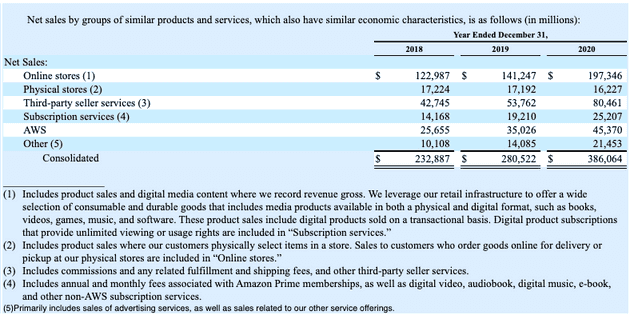 Net sales by groups of similar products and services, which also have similar economic characteristics, is as follows (in millions):
Year Ended December 31,
2018 2019 2020
Net Sales:
Online stores (1) $ 122,987 $ 141,247 $ 197,346
Physical stores (2) 17,224 17,192 16,227
Third-party seller services (3) 42,745 53,762 80,461
Subscription services (4) 14,168 19,210 25,207
AWS 25,655 35,026 45,370
Other (5) 10,108 14,085 21,453
Consolidated $ 232,887 $ 280,522 $ 386,064
(1) Includes product sales and digital media content where we record revenue gross. We leverage our retail infrastructure to offer a wide
selection of consumable and durable goods that includes media products available in both a physical and digital format, such as books,
videos, games, music, and software. These product sales include digital products sold on a transactional basis. Digital product subscriptions
that provide unlimited viewing or usage rights are included in “Subscription services.”
(2) Includes product sales where our customers physically select items in a store. Sales to customers who order goods online for delivery or
pickup at our physical stores are included in “Online stores.”
(3) Includes commissions and any related fulfillment and shipping fees, and other third-party seller services.
(4) Includes annual and monthly fees associated with Amazon Prime memberships, as well as digital video, audiobook, digital music, e-book,
and other non-AWS subscription services.
(5)Primarily includes sales of advertising services, as well as sales related to our other service offerings.